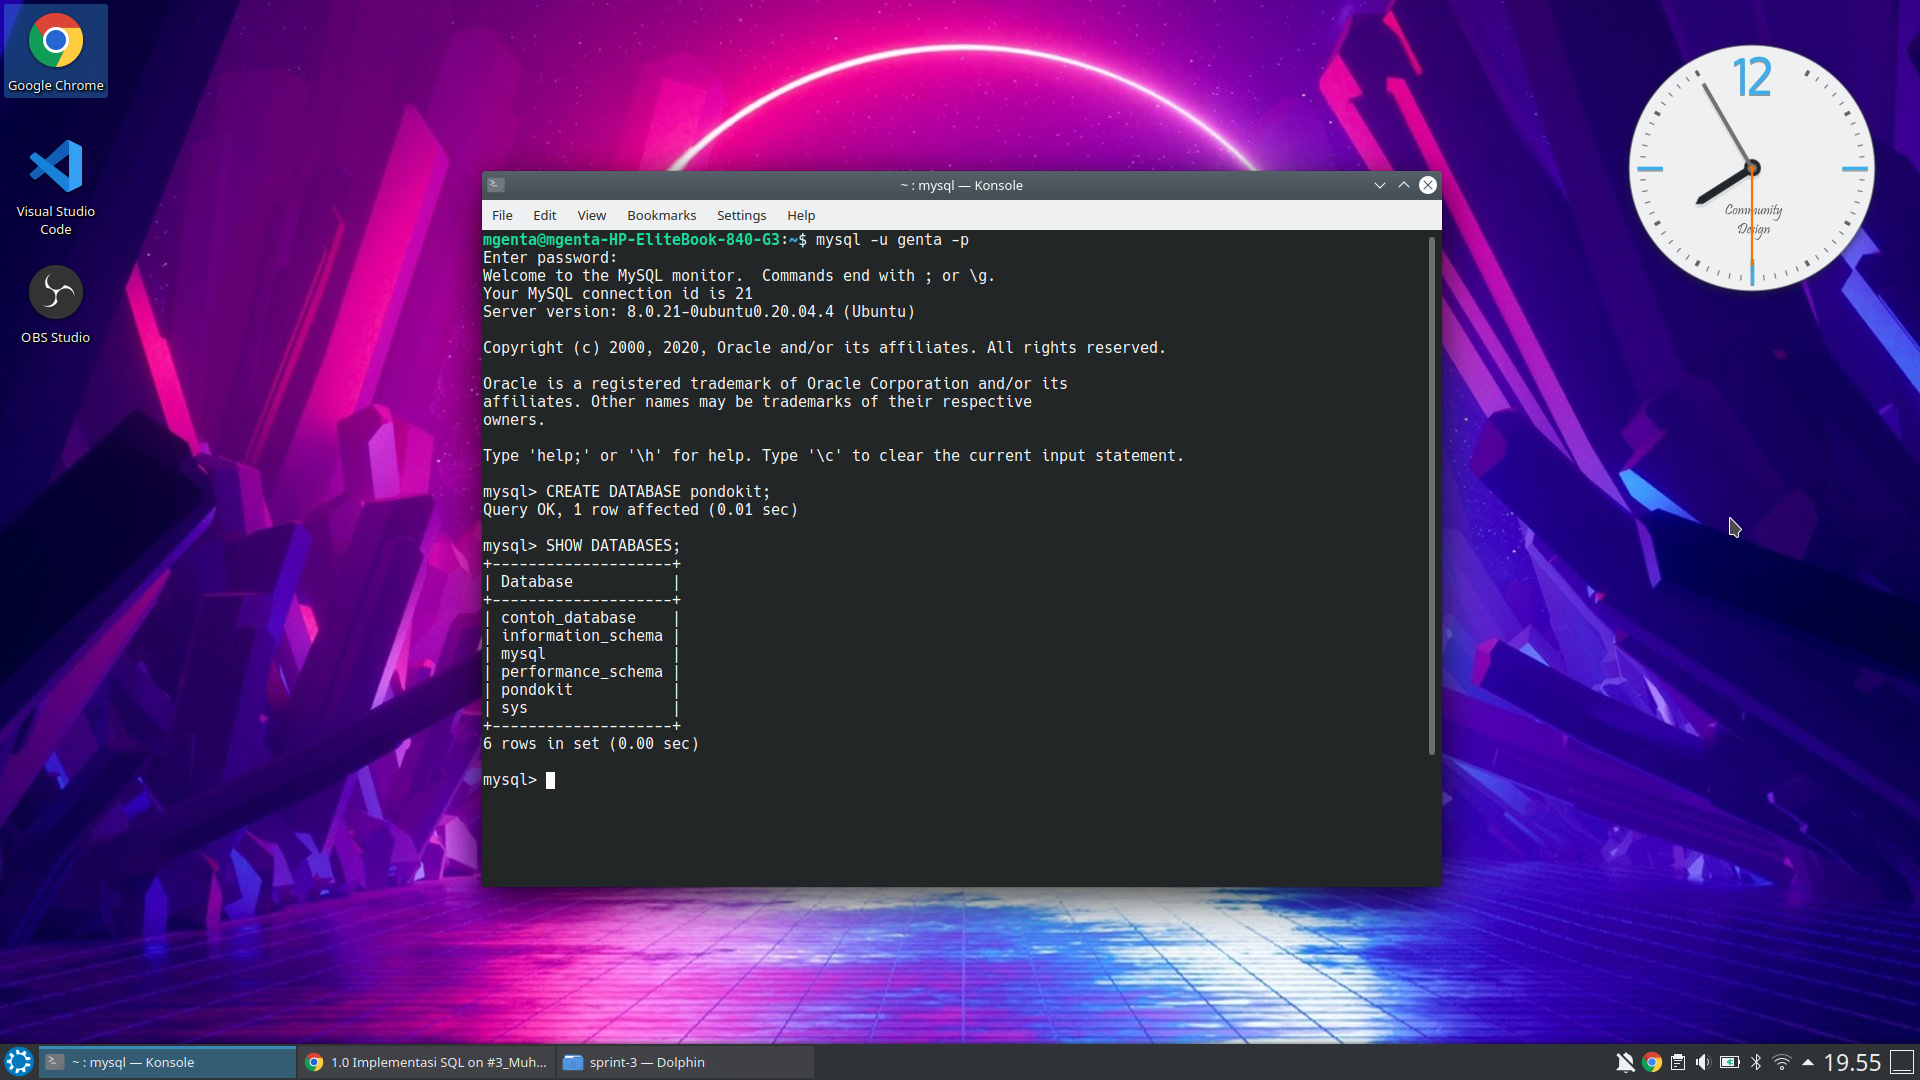 Google Chrome
Visual Studio
Code
OBS Studio
12
Community
Design
~ : mysql — Konsole
File Edit View Bookmarks Settings Help
mgenta@mgenta-HP-EliteBook-840-G3:~$ mysql -u genta -p
Enter password:
Welcome to the MySQL monitor.  Commands end with ; or \g.
Your MySQL connection id is 21
Server version: 8.0.21-0ubuntu0.20.04.4 (Ubuntu)
Copyright (c) 2000, 2020, Oracle and/or its affiliates. All rights reserved.
Oracle is a registered trademark of Oracle Corporation and/or its
affiliates. Other names may be trademarks of their respective
owners.
Type 'help;' or '\h' for help. Type '\c' to clear the current input statement.
mysql> CREATE DATABASE pondokit;
Query OK, 1 row affected (0.01 sec)
mysql> SHOW DATABASES;
+--------------------+
| Database           |
+--------------------+
| contoh_database    |
| information_schema |
| mysql              |
| performance_schema |
| pondokit           |
| sys                |
+--------------------+
6 rows in set (0.00 sec)
mysql>
~ : mysql — Konsole
1.0 Implementasi SQL on #3_Muh...
sprint-3 — Dolphin
19.55